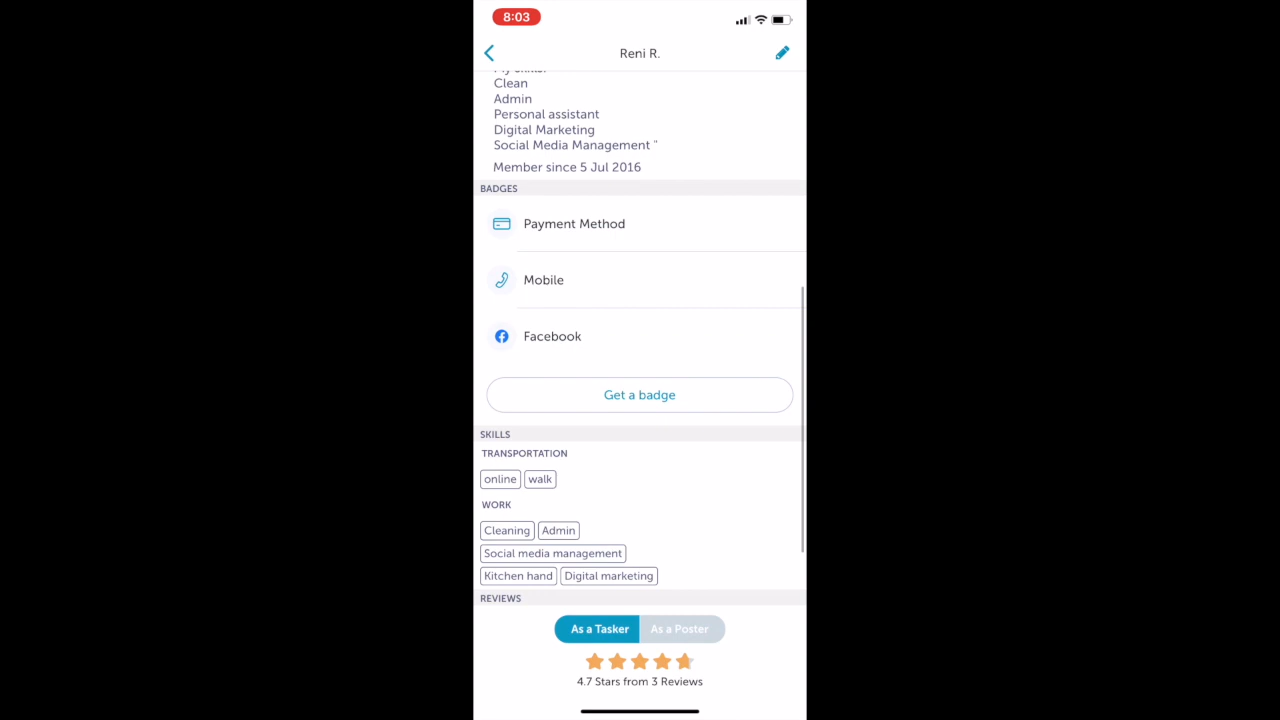 8:03
Reni R.
My skills:
Clean
Admin
Personal assistant
Digital Marketing
Social Media Management "
Member since 5 Jul 2016
BADGES
Payment Method
Mobile
Facebook
Get a badge
SKILLS
TRANSPORTATION
online walk
WORK
Cleaning Admin
Social media management
Kitchen hand Digital marketing
REVIEWS
As a Tasker As a Poster
4.7 Stars from 3 Reviews